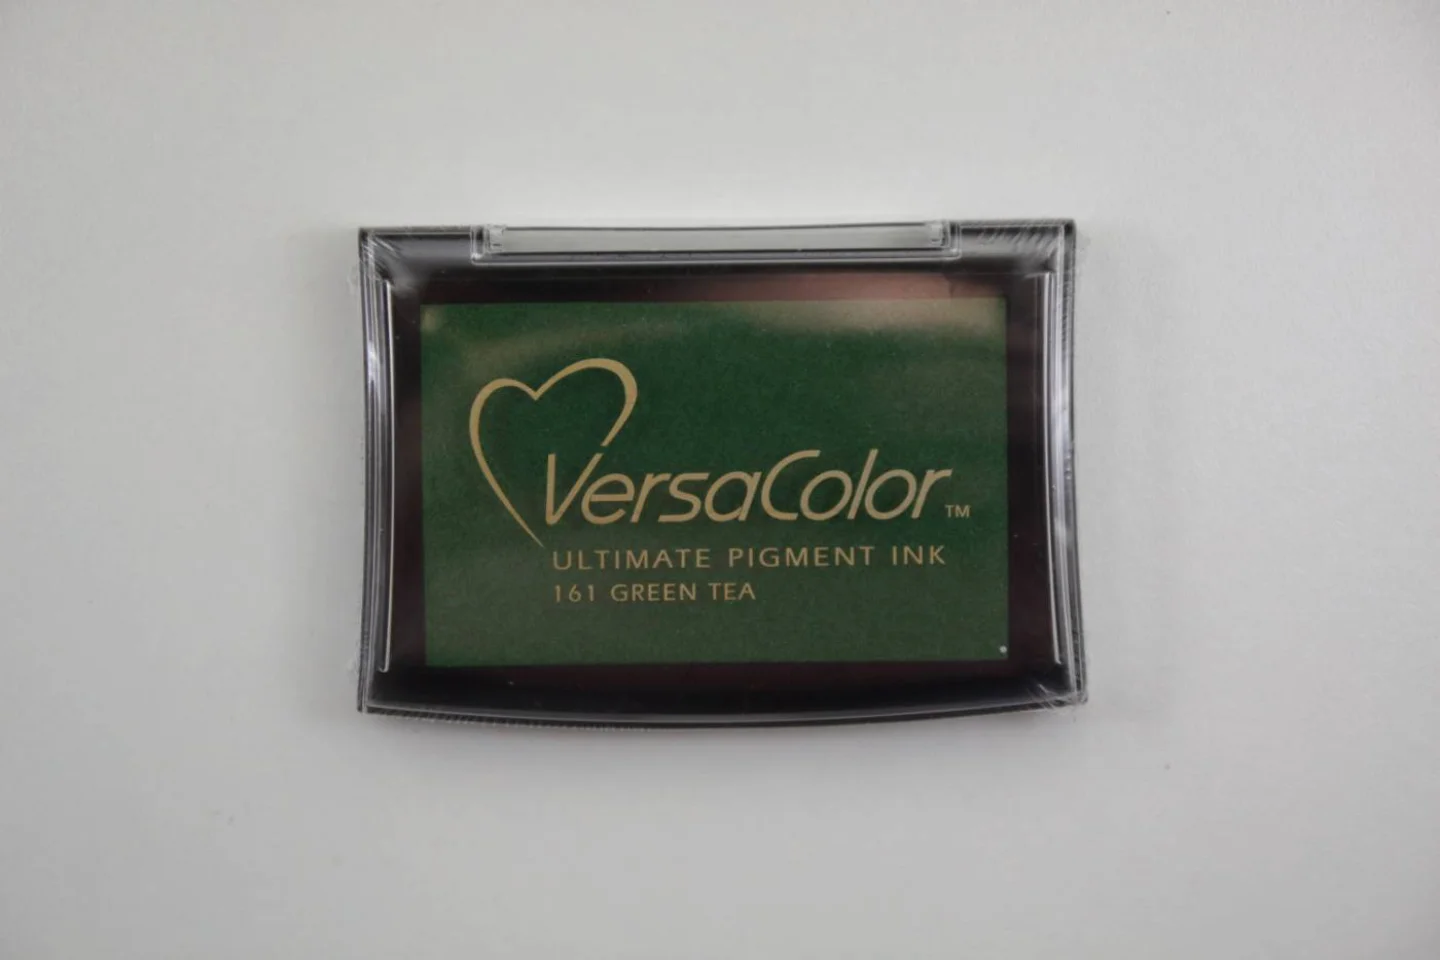 VersaColor™
ULTIMATE PIGMENT INK
161 GREEN TEA